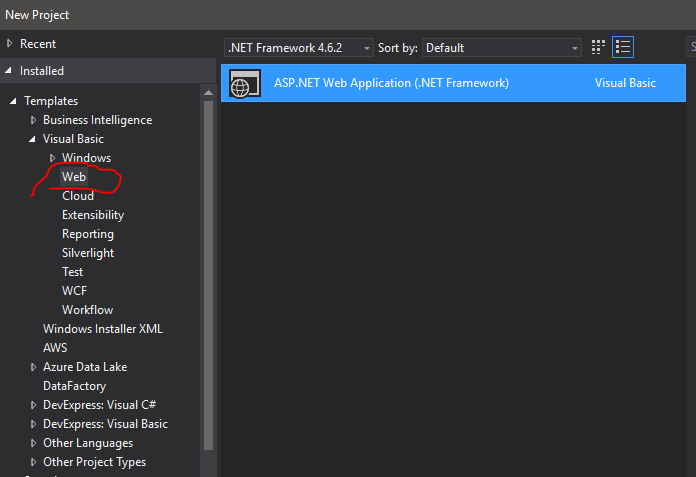 New Project
Recent
.NET Framework 4.6.2 Sort by: Default
Installed
ASP.NET Web Application (.NET Framework) Visual Basic
Templates
Business Intelligence
Visual Basic
Windows
Web
Cloud
Extensibility
Reporting
Silverlight
Test
WCF
Workflow
Windows Installer XML
AWS
Azure Data Lake
DataFactory
DevExpress: Visual C#
DevExpress: Visual Basic
Other Languages
Other Project Types